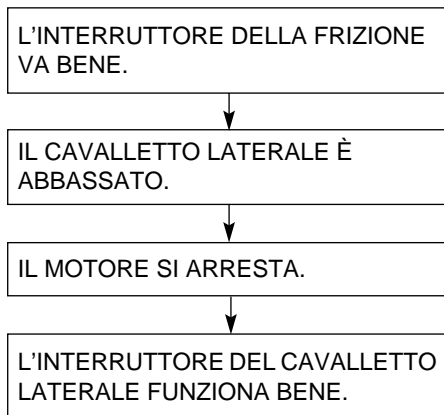 L'INTERRUTTORE DELLA FRIZIONE
VA BENE.
IL CAVALLETTO LATERALE È
ABBASSATO.
IL MOTORE SI ARRESTA.
L'INTERRUTTORE DEL CAVALLETTO
LATERALE FUNZIONA BENE.